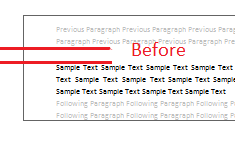 Previous Paragraph Previous Paragraph Previous Parag
Paragraph Previous Paragraph Previous Paragraph Previ
Before
Sample Text Sample Text Sample Text Sample Text
Text Sample Text Sample Text Sample Text Sample
Sample Text Sample Text Sample Text Sample Text
Following Paragraph Following Paragraph Following P
Following Paragraph Following Paragraph Following P